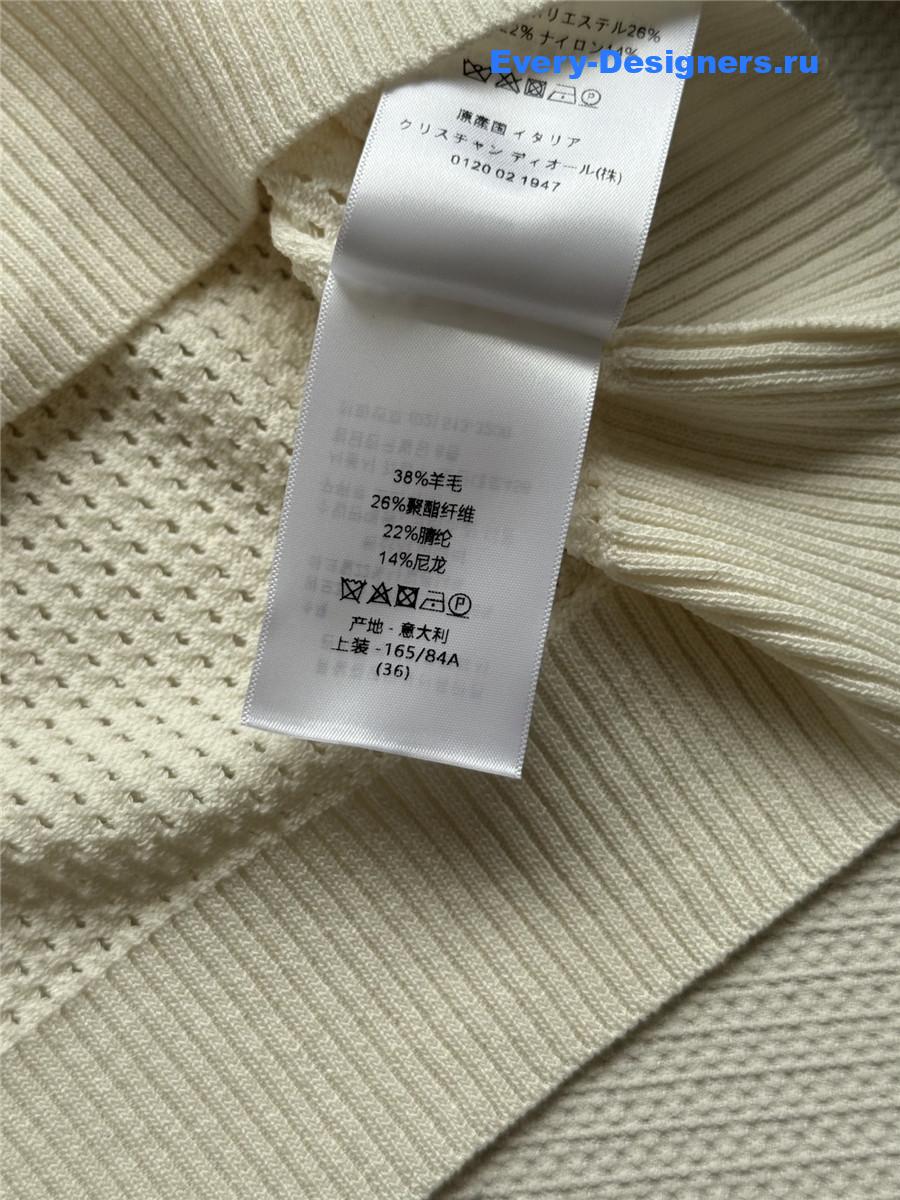 リエステル26%
22% ナイロン14%
Every-Designers.ru
原産国 イタリア
クリスチャン ディオール(株)
0120 02 1947
38%羊毛
26%聚酯纤维
22%腈纶
14%尼龙
P
产地 - 意大利
上装 - 165/84A
(36)